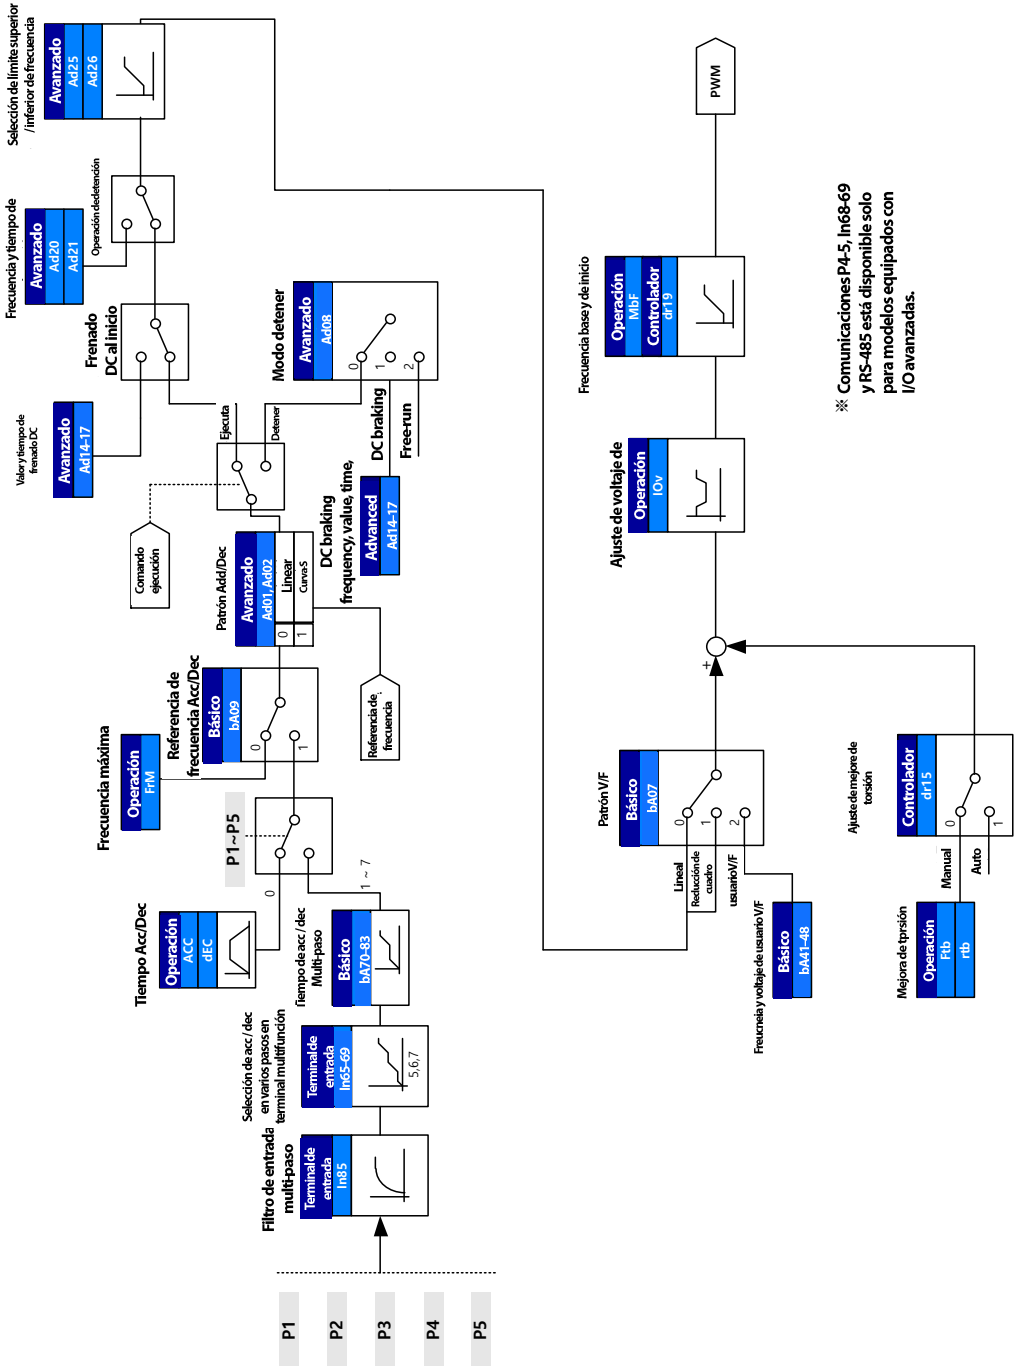 P1
P2
P3
P4
P5
Filtro de entrada
multi-paso
Terminal de
entrada
In85
Selección de acc / dec
en varios pasos en
terminal multifunción
Terminal de
entrada
In65-69
5,6,7
Tiempo Acc/Dec
Operación
ACC
dEC
Tiempo de acc / dec
Multi-paso
Básico
bA70-83
0
1 ~ 7
P1~P5
Frecuencia máxima
Operación
FrM
Referencia de
frecuencia Acc/Dec
Básico
bA09
0
1
Referencia de
frecuencia
Patrón Add/Dec
Avanzado
Ad01, Ad02
0
Linear
1
Curva-S
Comando
ejecución
Ejecuta
Detener
DC braking
frequency, value, time,
Advanced
Ad14-17
Modo detener
Avanzado
Ad08
0
1
2
DC braking
Free-run
Valor y tiempo de
frenado DC
Avanzado
Ad14-17
Frenado
DC al inicio
Frecuencia y tiempo de
Avanzado
Ad20
Ad21
Operación de detención
Selección de límite superior
/ inferior de frecuencia
Avanzado
Ad25
Ad26
Patrón V/F
Básico
bA07
0
1
2
Lineal
Reducción de
cuadro
usuario V/F
Freucneia y voltaje de usuario V/F
Básico
bA41-48
Mejora de tprsión
Operación
Ftb
rtb
Ajuste de mejore de
torsión
Controlador
dr15
0
1
Manual
Auto
+
Ajuste de voltaje de
Operación
IOv
Frecuencia base y de inicio
Operación
MbF
Controlador
dr19
PWM
※ Comunicaciones P4-5, In68-69
y RS-485 está disponible solo
para modelos equipados con
I/O avanzadas.